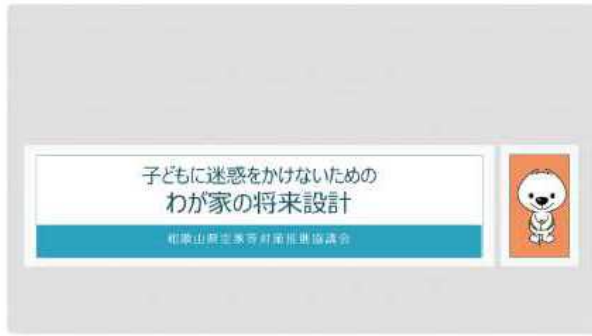 子どもに迷惑をかけないための
わが家の将来設計
和歌山県空家等対策推進協議会